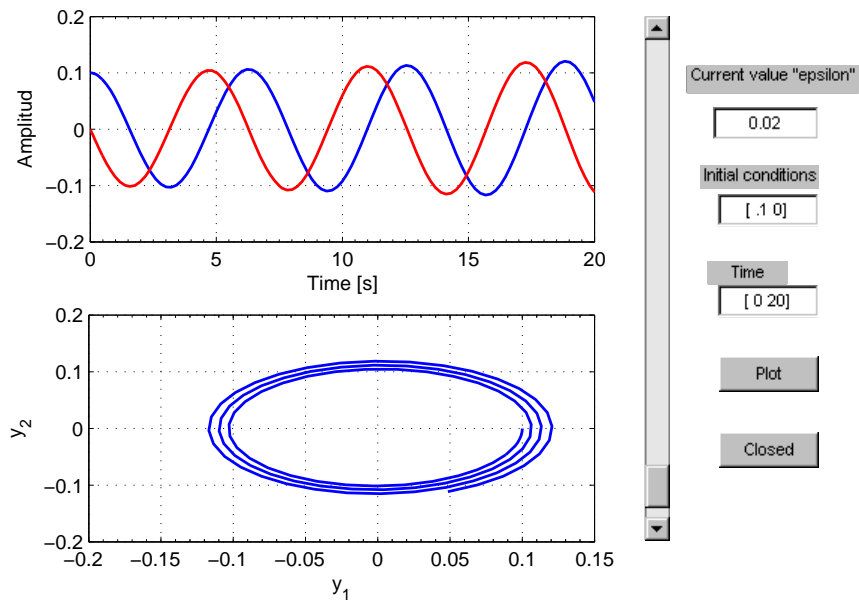 0.2
0.1
0
−0.1
−0.2
Amplitud
0 5 10 15 20
Time [s]
0.2
0.1
0
−0.1
−0.2
y2
−0.2 −0.15 −0.1 −0.05 0 0.05 0.1 0.15
y1
Current value "epsilon"
0.02
Initial conditions
[ .1 0]
Time
[ 0 20]
Plot
Closed